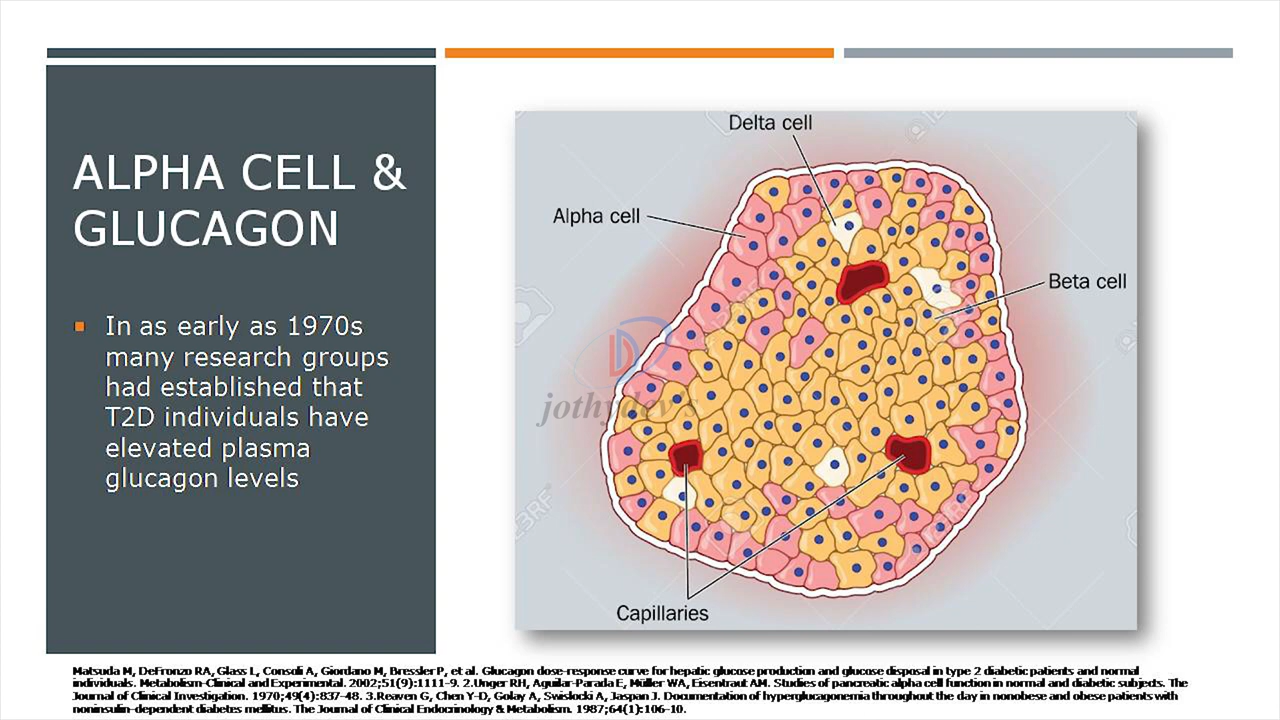 ALPHA CELL &
GLUCAGON
In as early as 1970s
many research groups
had established that
T2D individuals have
elevated plasma
glucagon levels
Delta cell
Alpha cell
Beta cell
jothydev's
Capillaries
Matsuda M, DeFronzo RA, Glass L, Consoli A, Giordano M, Bressler P, et al. Glucagon dose-response curve for hepatic glucose production and glucose disposal in type 2 diabetic patients and normal
individuals. Metabolism-Clinical and Experimental. 2002;51(9):1111-9. 2.Unger RH, Aguilar-Parada E, Müller WA, Eisentraut AM. Studies of pancreatic alpha cell function in normal and diabetic subjects. The
Journal of Clinical Investigation. 1970;49(4):837-48. 3.Reaven G, Chen Y-D, Golay A, Swislocki A, Jaspan J. Documentation of hyperglucagonemia throughout the day in nonobese and obese patients with
noninsulin-dependent diabetes mellitus. The Journal of Clinical Endocrinology & Metabolism. 1987;64(1):106-10.